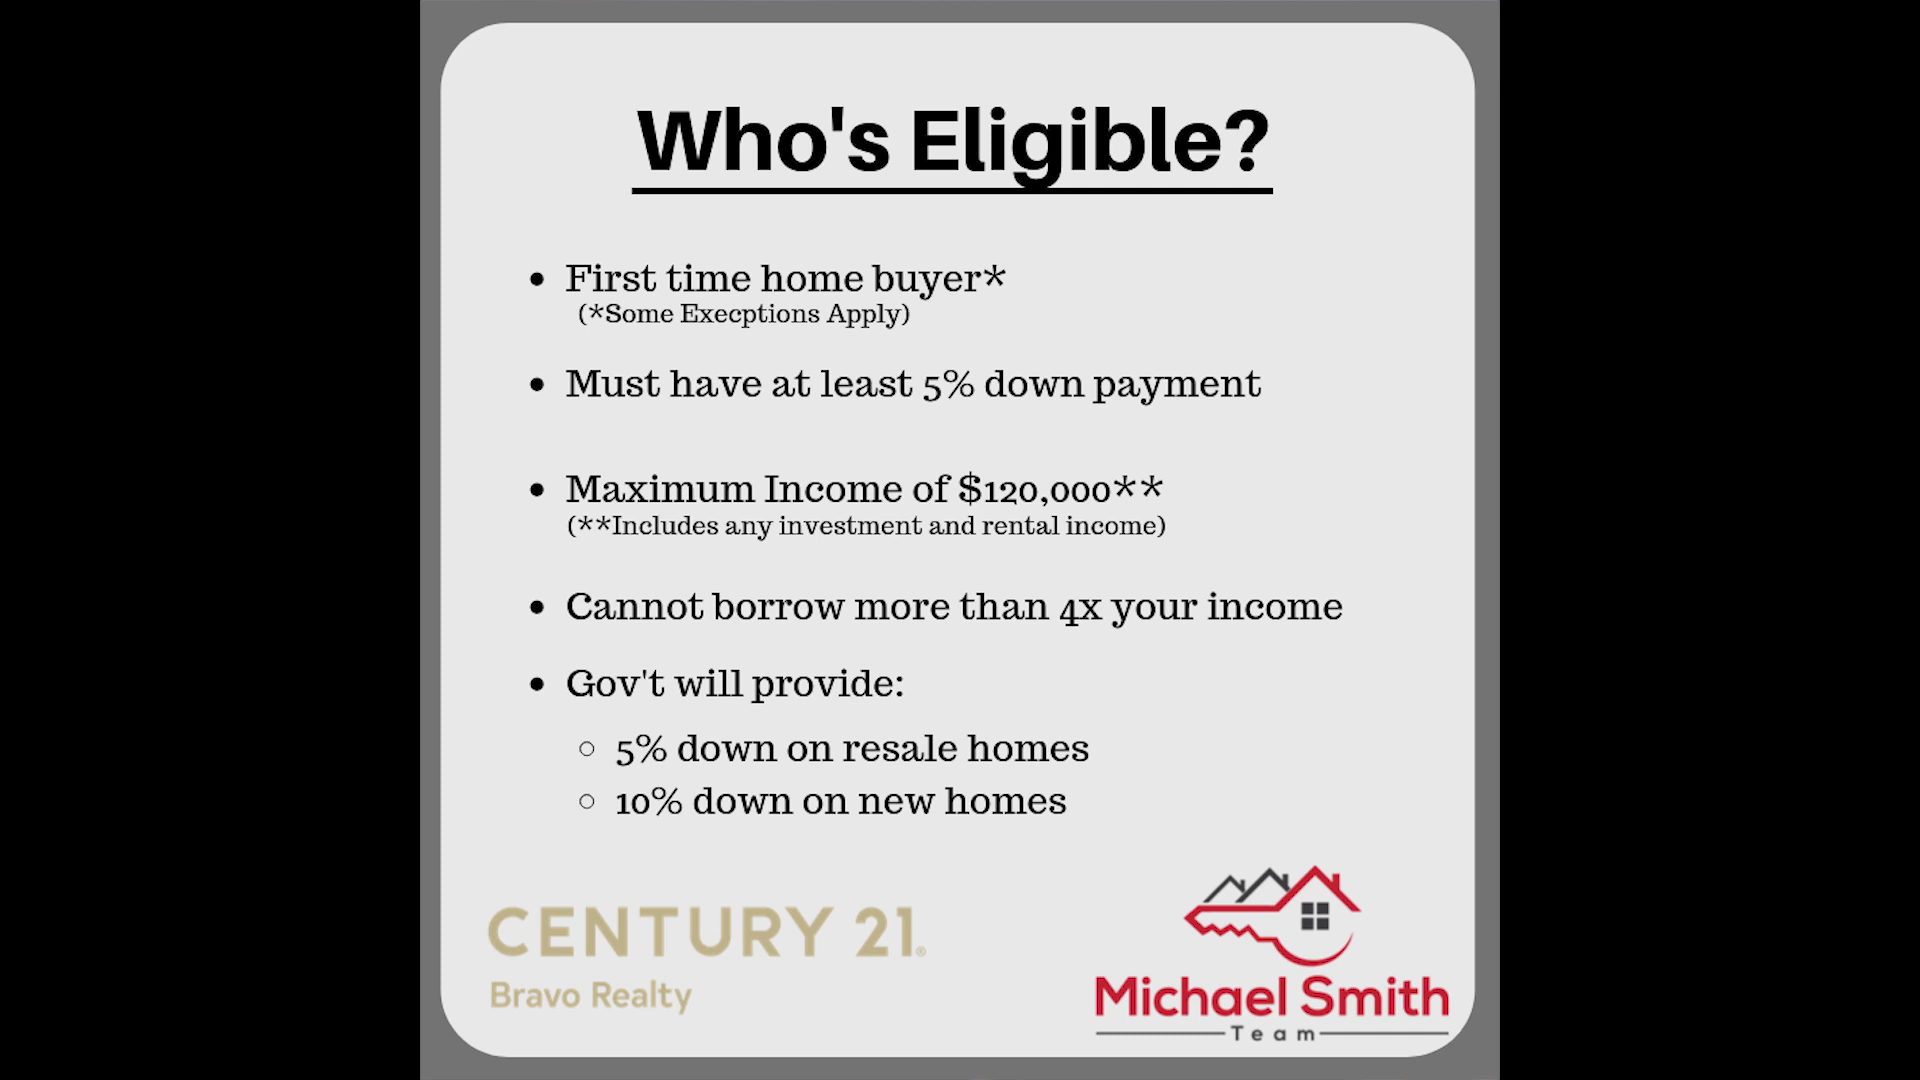 Who's Eligible?
• First time home buyer*
(*Some Execptions Apply)
• Must have at least 5% down payment
• Maximum Income of $120,000**
(**Includes any investment and rental income)
• Cannot borrow more than 4x your income
• Gov't will provide:
○ 5% down on resale homes
○ 10% down on new homes
CENTURY 21®
Bravo Realty
Michael Smith
Team